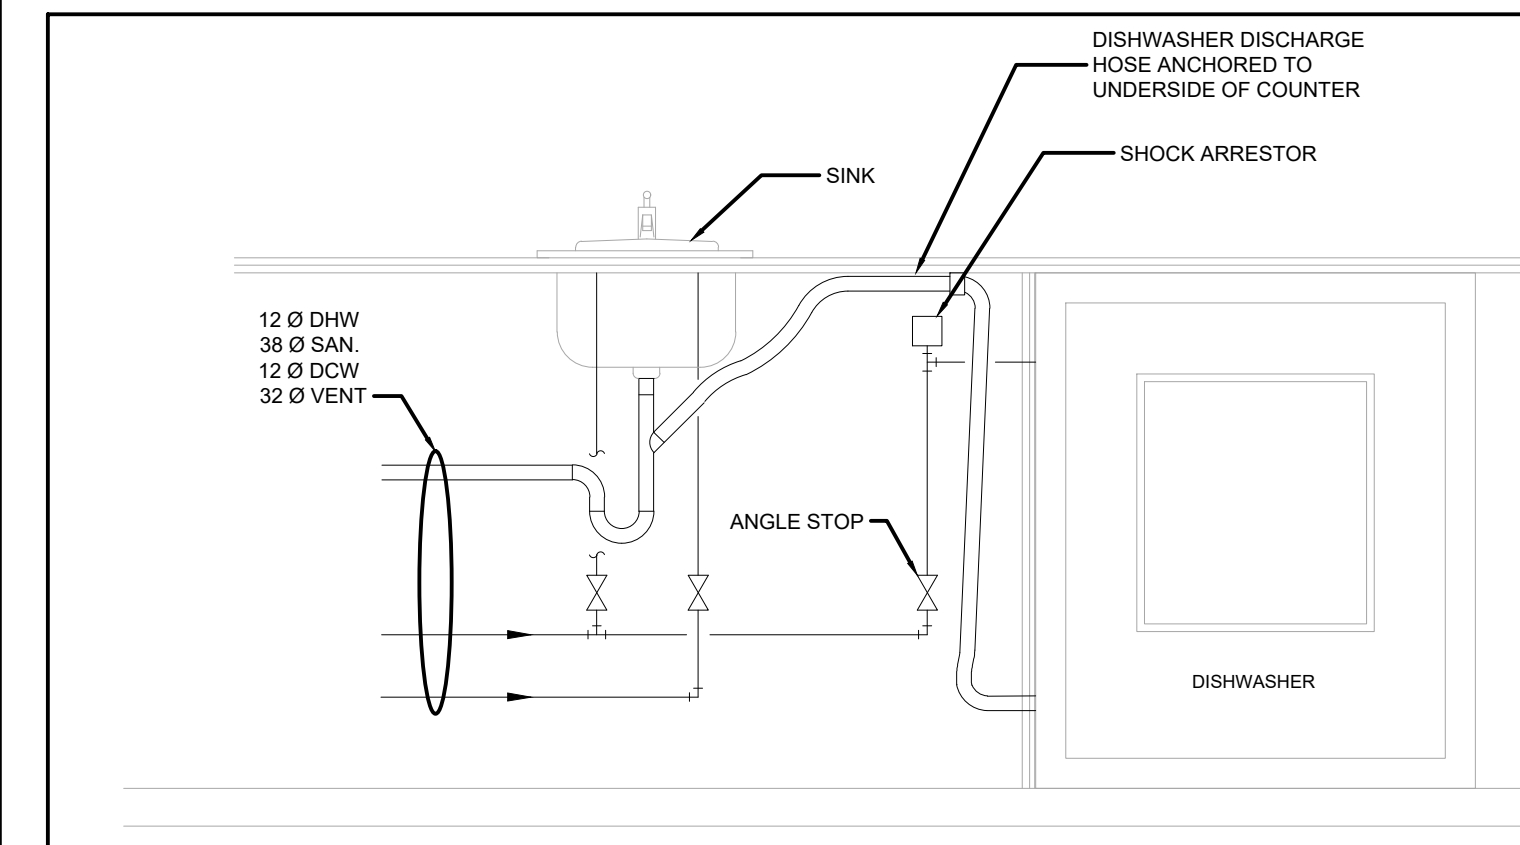 DISHWASHER DISCHARGE
HOSE ANCHORED TO
UNDERSIDE OF COUNTER
SHOCK ARRESTOR
SINK
12 Ø DHW
38 Ø SAN.
12 Ø DCW
32 Ø VENT
ANGLE STOP
DISHWASHER